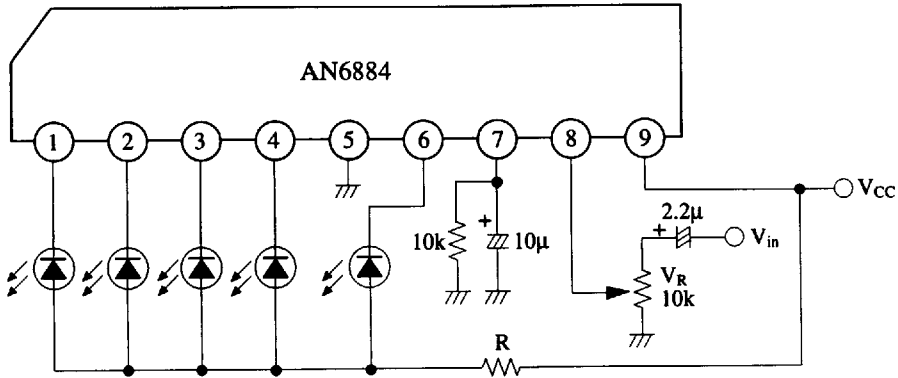 AN6884
1 2 3 4 5 6 7 8 9
V_CC
2.2μ
+
V_in
+
10k
10μ
V_R
10k
R